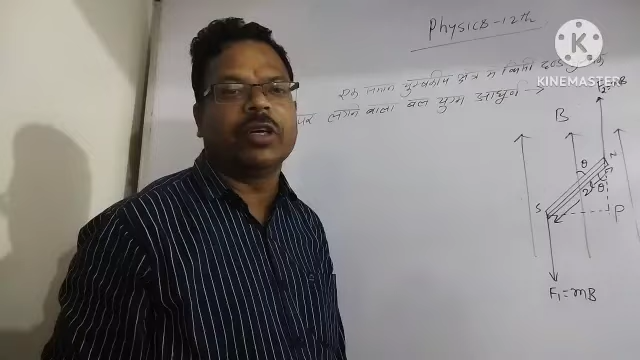 Physics-12th
K
KINEMASTER
एक समान चुम्बकीय क्षेत्र में किसी
पर लगने वाला बल युग्म आघूर्ण →
B
N
θ
θ
S
P
F₁=mB